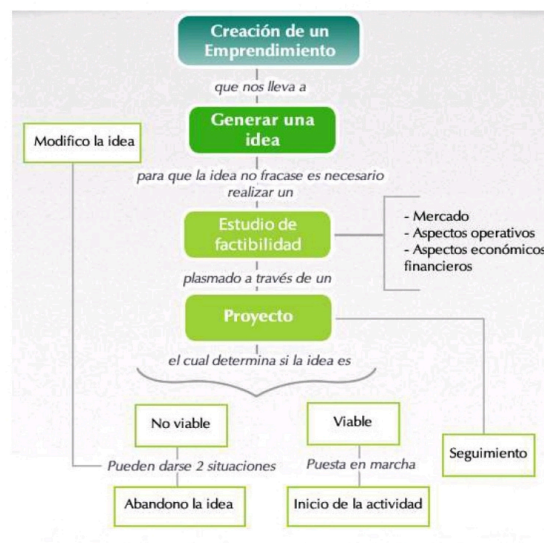 Creación de un
Emprendimiento
que nos lleva a
Generar una
idea
Modifico la idea
para que la idea no fracase es necesario
realizar un
Estudio de
factibilidad
- Mercado
- Aspectos operativos
- Aspectos económicos
financieros
plasmado a través de un
Proyecto
el cual determina si la idea es
No viable
Viable
Seguimiento
Pueden darse 2 situaciones
Puesta en marcha
Abandono la idea
Inicio de la actividad